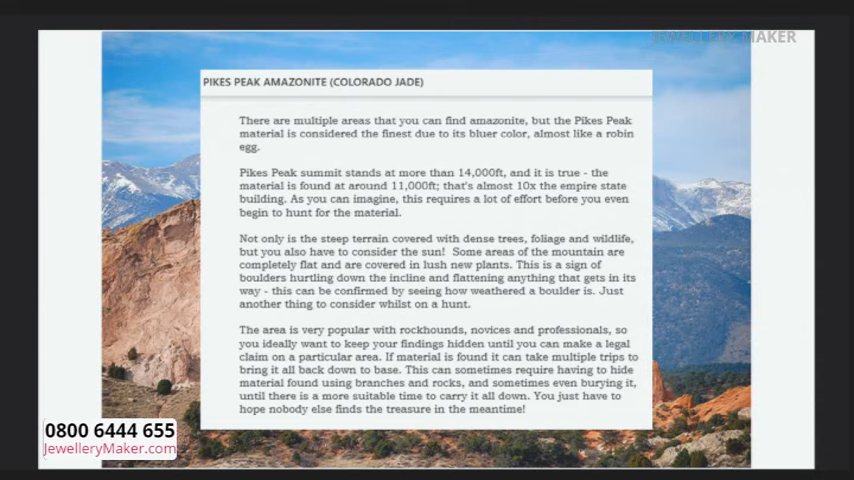 JEWELLERY MAKER
PIKES PEAK AMAZONITE (COLORADO JADE)
There are multiple areas that you can find amazonite, but the Pikes Peak
material is considered the finest due to its bluer color, almost like a robin
egg.
Pikes Peak summit stands at more than 14,000ft, and it is true - the
material is found at around 11,000ft; that's almost 10x the empire state
building. As you can imagine, this requires a lot of effort before you even
begin to hunt for the material.
Not only is the steep terrain covered with dense trees, foliage and wildlife,
but you also have to consider the sun! Some areas of the mountain are
completely flat and are covered in lush new plants. This is a sign of
boulders hurtling down the incline and flattening anything that gets in its
way - this can be confirmed by seeing how weathered a boulder is. Just
another thing to consider whilst on a hunt.
The area is very popular with rockhounds, novices and professionals, so
you ideally want to keep your findings hidden until you can make a legal
claim on a particular area. If material is found it can take multiple trips to
bring it all back down to base. This can sometimes require having to hide
material found using branches and rocks, and sometimes even burying it,
until there is a more suitable time to carry it all down. You just have to
hope nobody else finds the treasure in the meantime!
0800 6444 655
JewelleryMaker.com